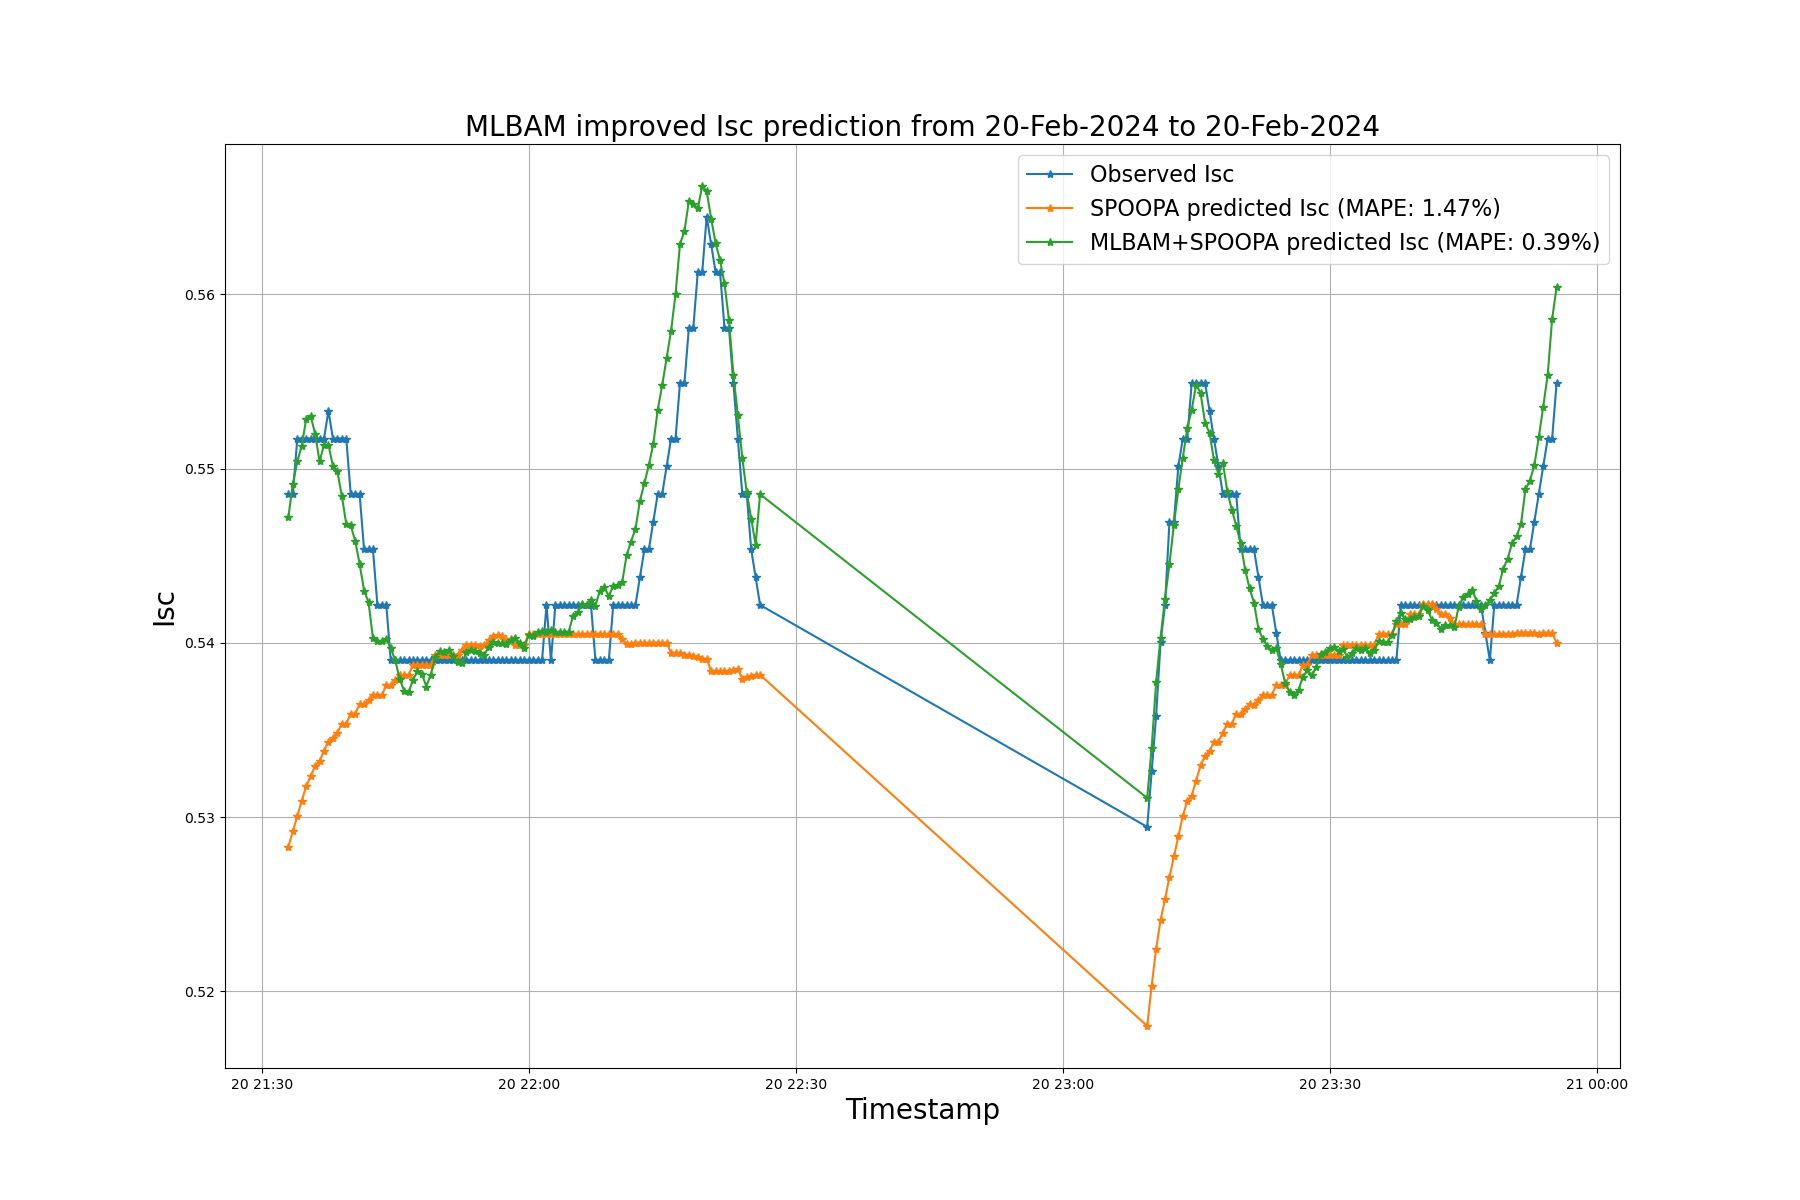 MLBAM improved Isc prediction from 20-Feb-2024 to 20-Feb-2024
Observed Isc
SPOOPA predicted Isc (MAPE: 1.47%)
MLBAM+SPOOPA predicted Isc (MAPE: 0.39%)
Isc
0.56
0.55
0.54
0.53
0.52
20 21:30
20 22:00
20 22:30
20 23:00
20 23:30
21 00:00
Timestamp